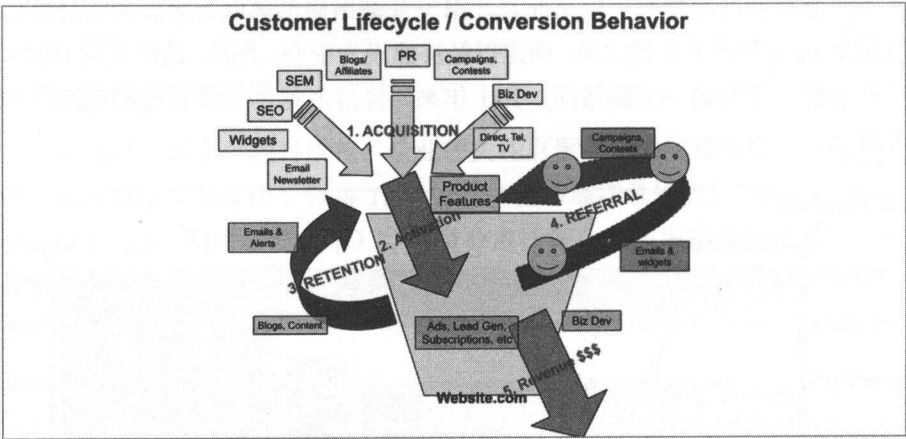 Customer Lifecycle / Conversion Behavior
Blogs/
Affiliates
PR
Campaigns,
Contests
SEM
Biz Dev
SEO
1. ACQUISITION
Widgets
Direct, Tel,
TV
Campaigns,
Contests
Email
Newsletter
Product
Features
4. REFERRAL
Emails &
Alerts
2. Activation
Emails &
widgets
3. RETENTION
Blogs, Content
Ads, Lead Gen,
Subscriptions, etc
Biz Dev
5. Revenue $$$
Website.com